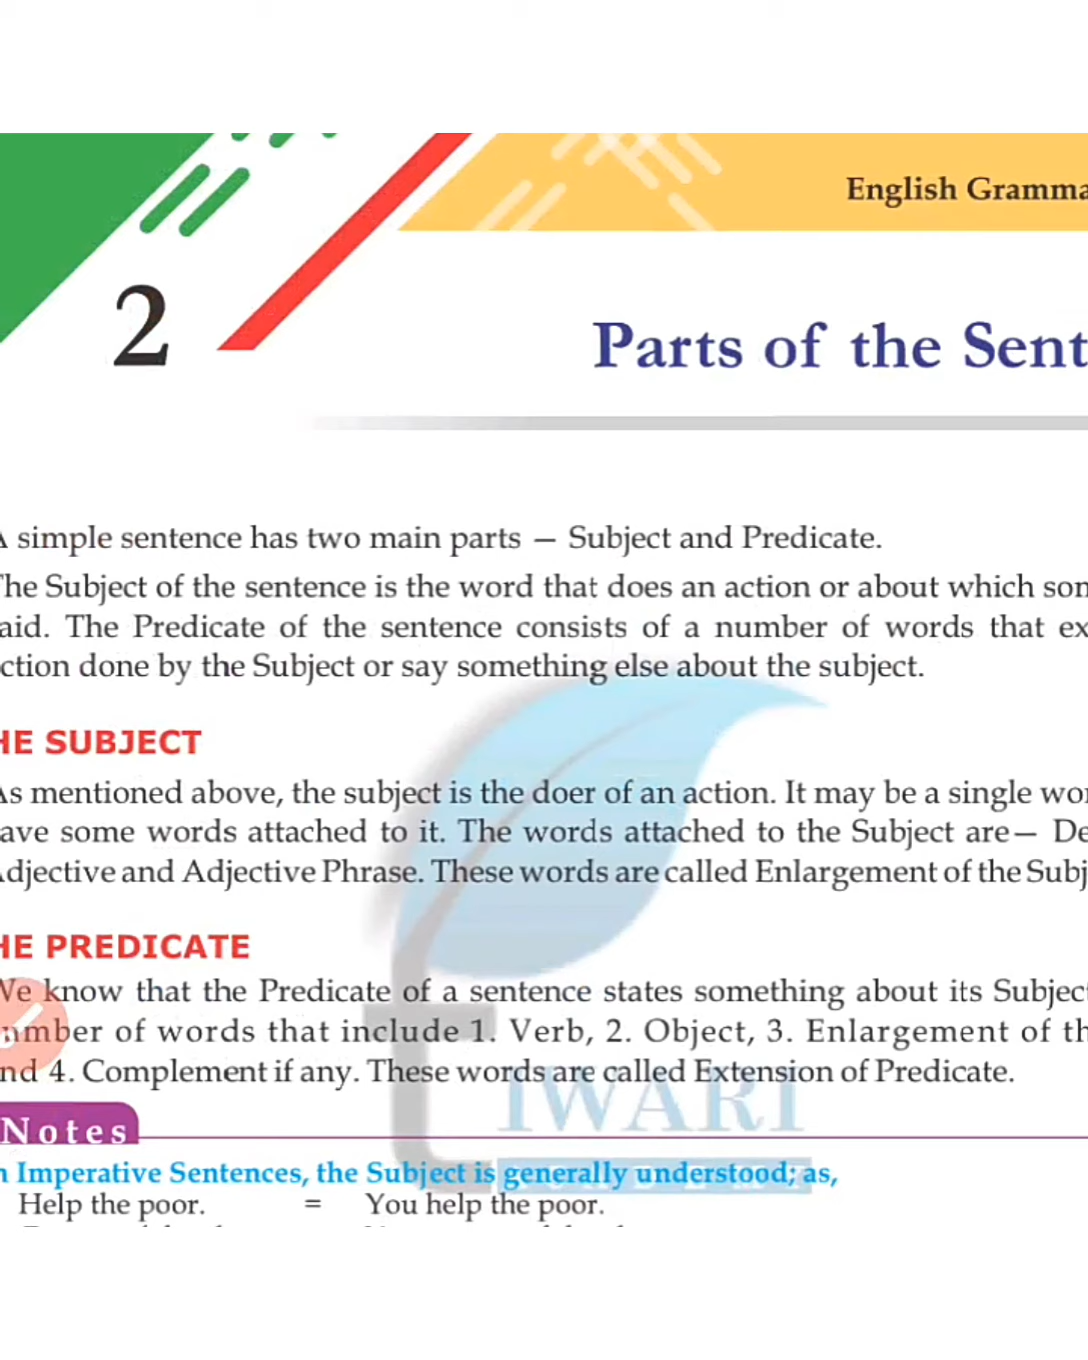 English Gramma
2
Parts of the Sent
A simple sentence has two main parts — Subject and Predicate.
The Subject of the sentence is the word that does an action or about which som
aid. The Predicate of the sentence consists of a number of words that ex
ction done by the Subject or say something else about the subject.
HE SUBJECT
As mentioned above, the subject is the doer of an action. It may be a single wor
ave some words attached to it. The words attached to the Subject are— De
Adjective and Adjective Phrase. These words are called Enlargement of the Subj
HE PREDICATE
We know that the Predicate of a sentence states something about its Subject
number of words that include 1. Verb, 2. Object, 3. Enlargement of th
nd 4. Complement if any. These words are called Extension of Predicate.
IWARI
Notes
n Imperative Sentences, the Subject is generally understood; as,
Help the poor. = You help the poor.